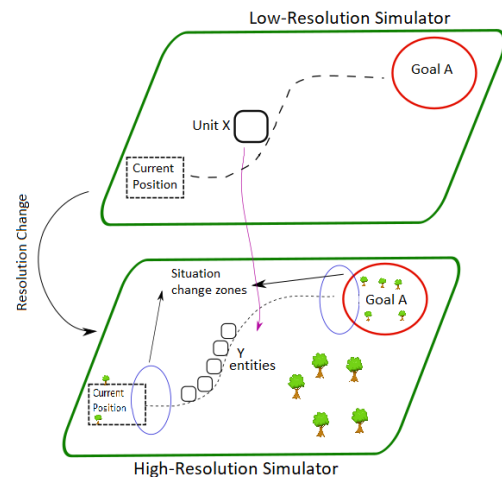 Low-Resolution Simulator
Goal A
Unit X
Current
Position
Resolution Change
Situation
change zones
Goal A
Y
entities
Current
Position
High-Resolution Simulator